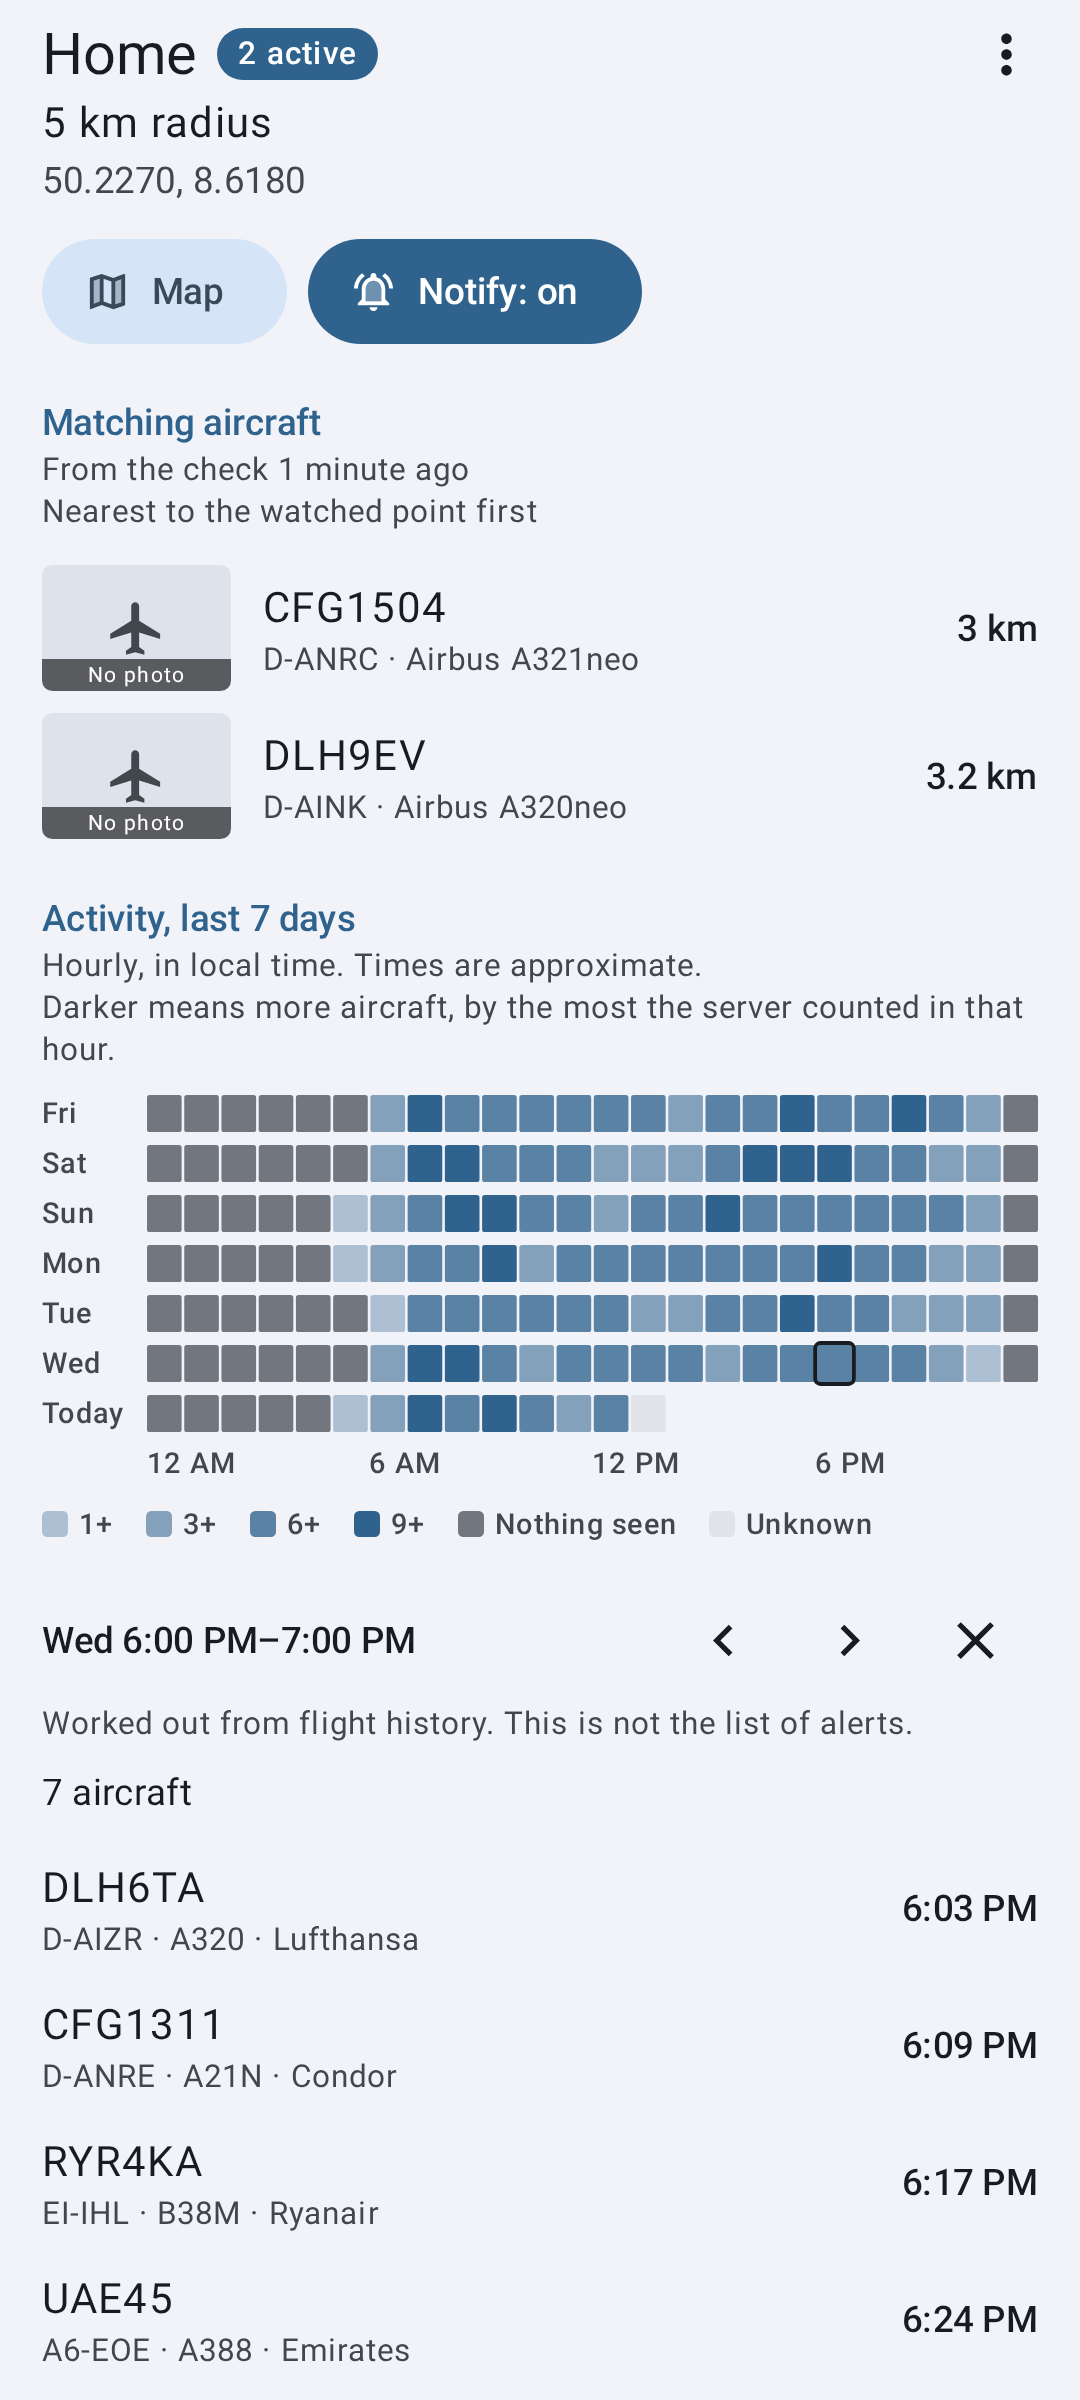 Home 2 active
5 km radius
50.2270, 8.6180
Map Notify: on
Matching aircraft
From the check 1 minute ago
Nearest to the watched point first
CFG1504
3 km
D-ANRC · Airbus A321neo
No photo
DLH9EV
3.2 km
D-AINK · Airbus A320neo
No photo
Activity, last 7 days
Hourly, in local time. Times are approximate.
Darker means more aircraft, by the most the server counted in that
hour.
Fri
Sat
Sun
Mon
Tue
Wed
Today
12 AM 6 AM 12 PM 6 PM
1+ 3+ 6+ 9+ Nothing seen Unknown
Wed 6:00 PM–7:00 PM
Worked out from flight history. This is not the list of alerts.
7 aircraft
DLH6TA
6:03 PM
D-AIZR · A320 · Lufthansa
CFG1311
6:09 PM
D-ANRE · A21N · Condor
RYR4KA
6:17 PM
EI-IHL · B38M · Ryanair
UAE45
6:24 PM
A6-EOE · A388 · Emirates